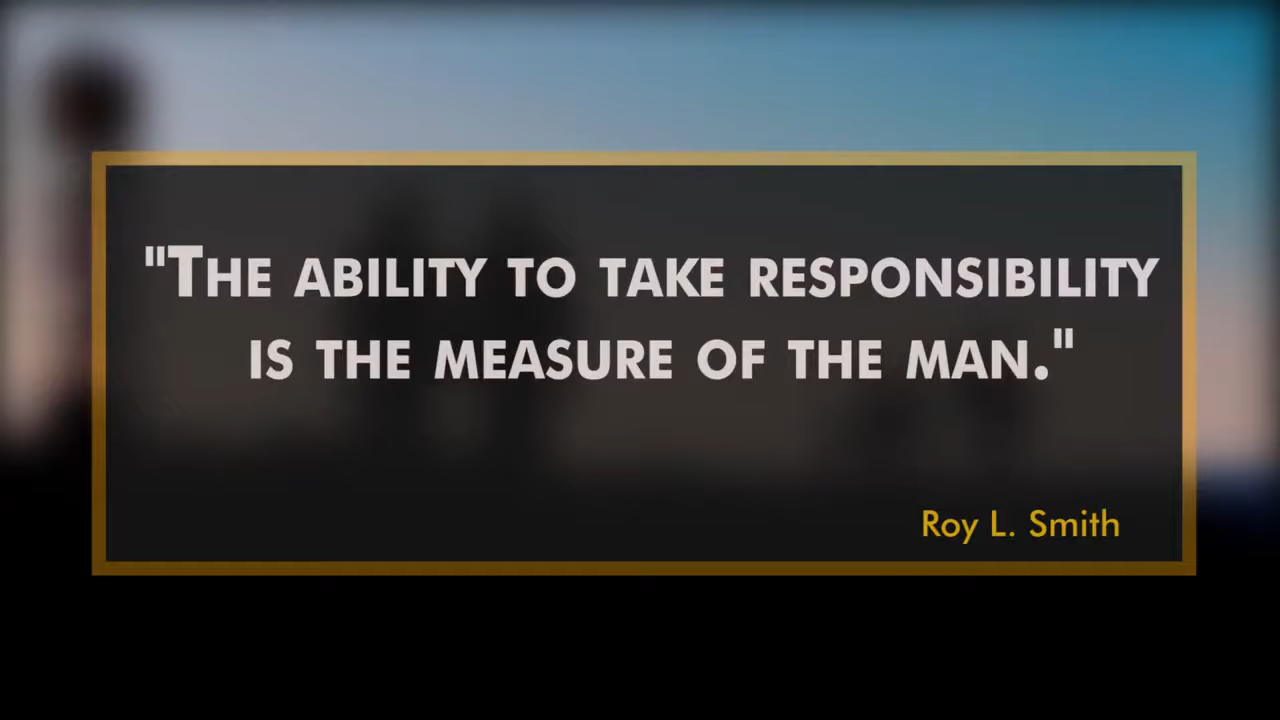 "The ability to take responsibility
is the measure of the man."
Roy L. Smith